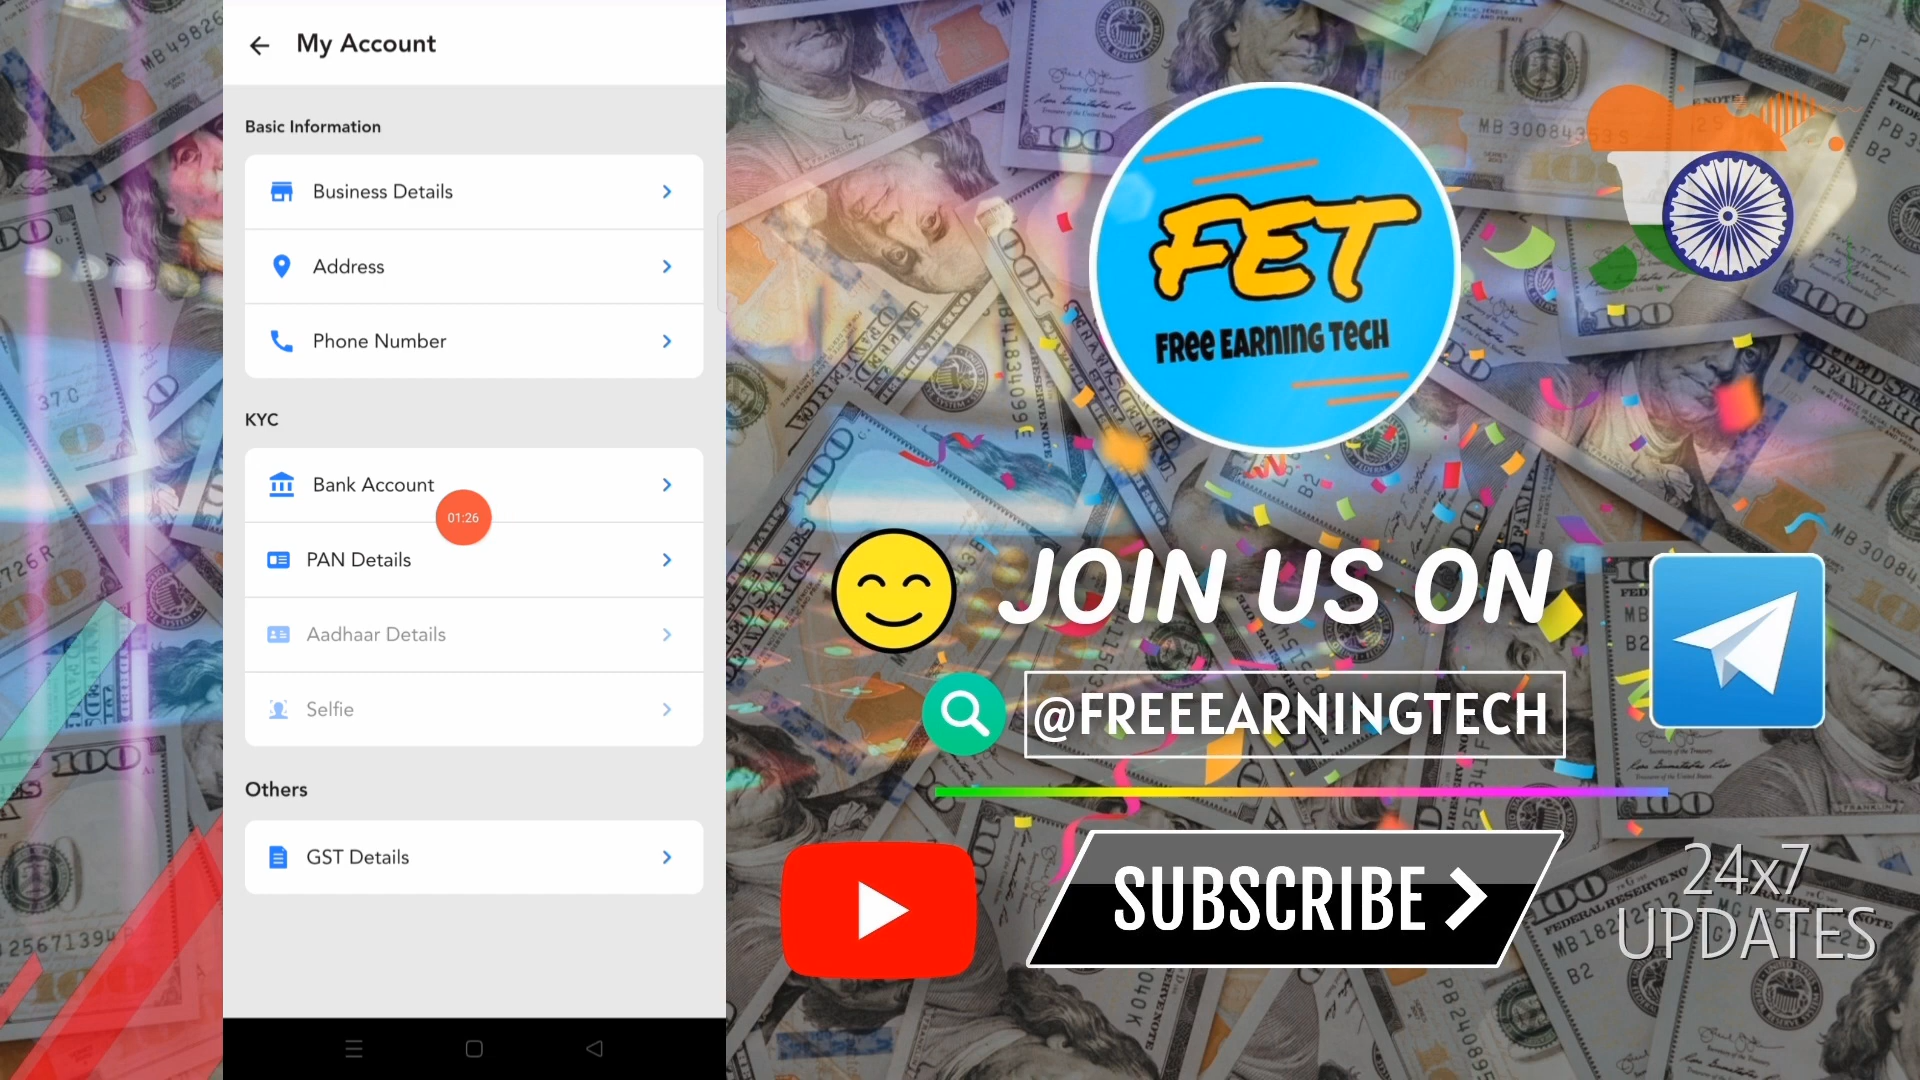 My Account
Basic Information
Business Details
Address
Phone Number
KYC
Bank Account
01:26
PAN Details
Aadhaar Details
Selfie
Others
GST Details
FET
FRee EARNING TECH
JOIN US ON
@FREEEARNINGTECH
SUBSCRIBE
24x7
UPDATES